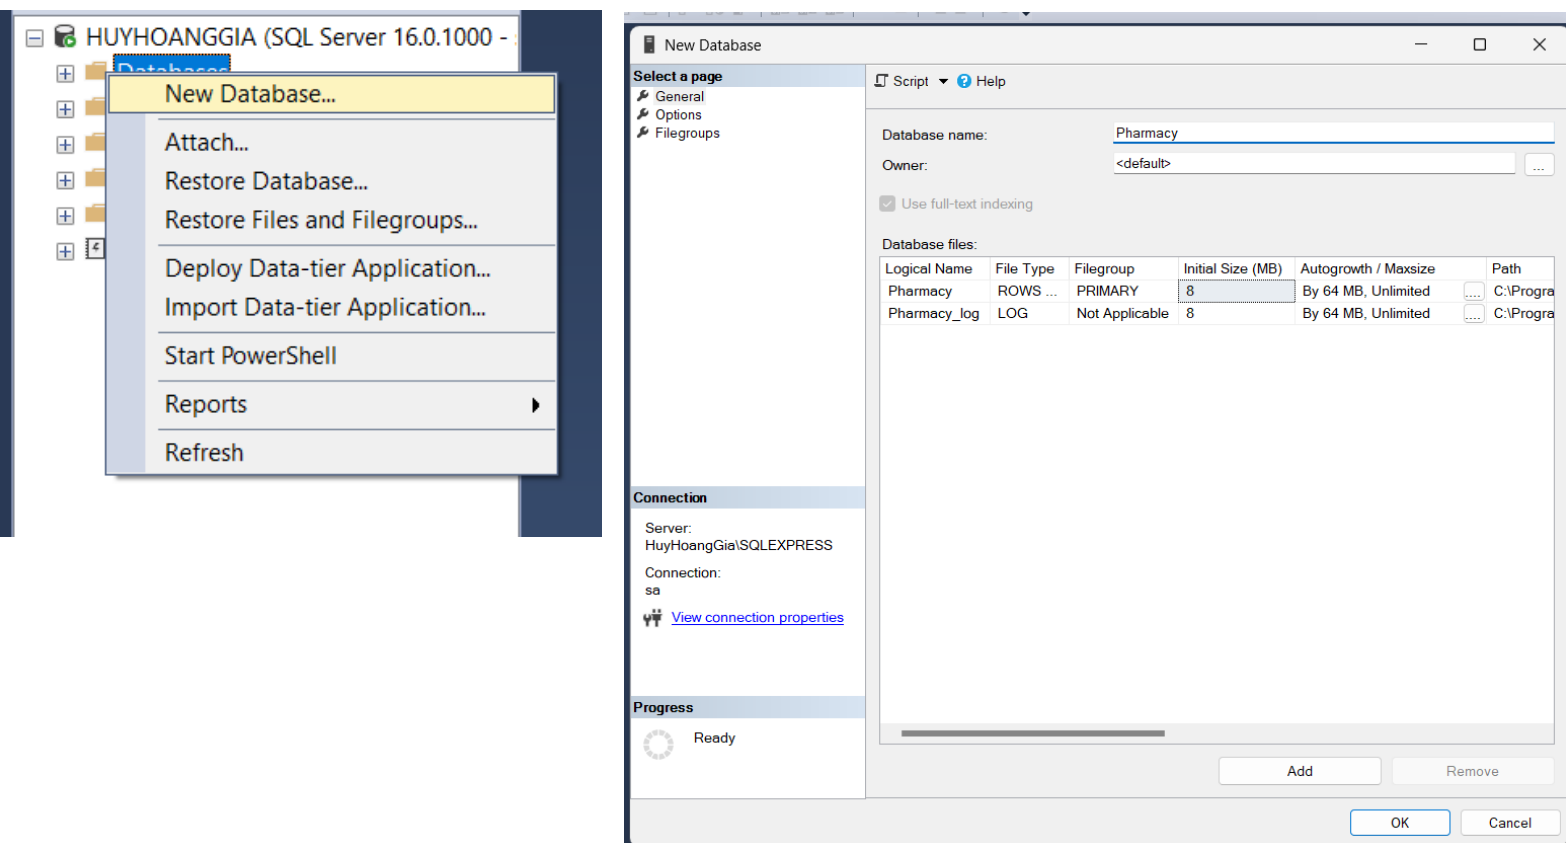 HUYHOANGGIA (SQL Server 16.0.1000 -
Databases
New Database...
Attach...
Restore Database...
Restore Files and Filegroups...
Deploy Data-tier Application...
Import Data-tier Application...
Start PowerShell
Reports
Refresh
New Database
Select a page
General
Options
Filegroups
Script Help
Database name: Pharmacy
Owner: <default> ...
Use full-text indexing
Database files:
Logical Name File Type Filegroup Initial Size (MB) Autogrowth / Maxsize Path
Pharmacy ROWS ... PRIMARY 8 By 64 MB, Unlimited .... C:\Progra
Pharmacy_log LOG Not Applicable 8 By 64 MB, Unlimited .... C:\Progra
Connection
Server:
HuyHoangGia\SQLEXPRESS
Connection:
sa
View connection properties
Progress
Ready
Add Remove
OK Cancel